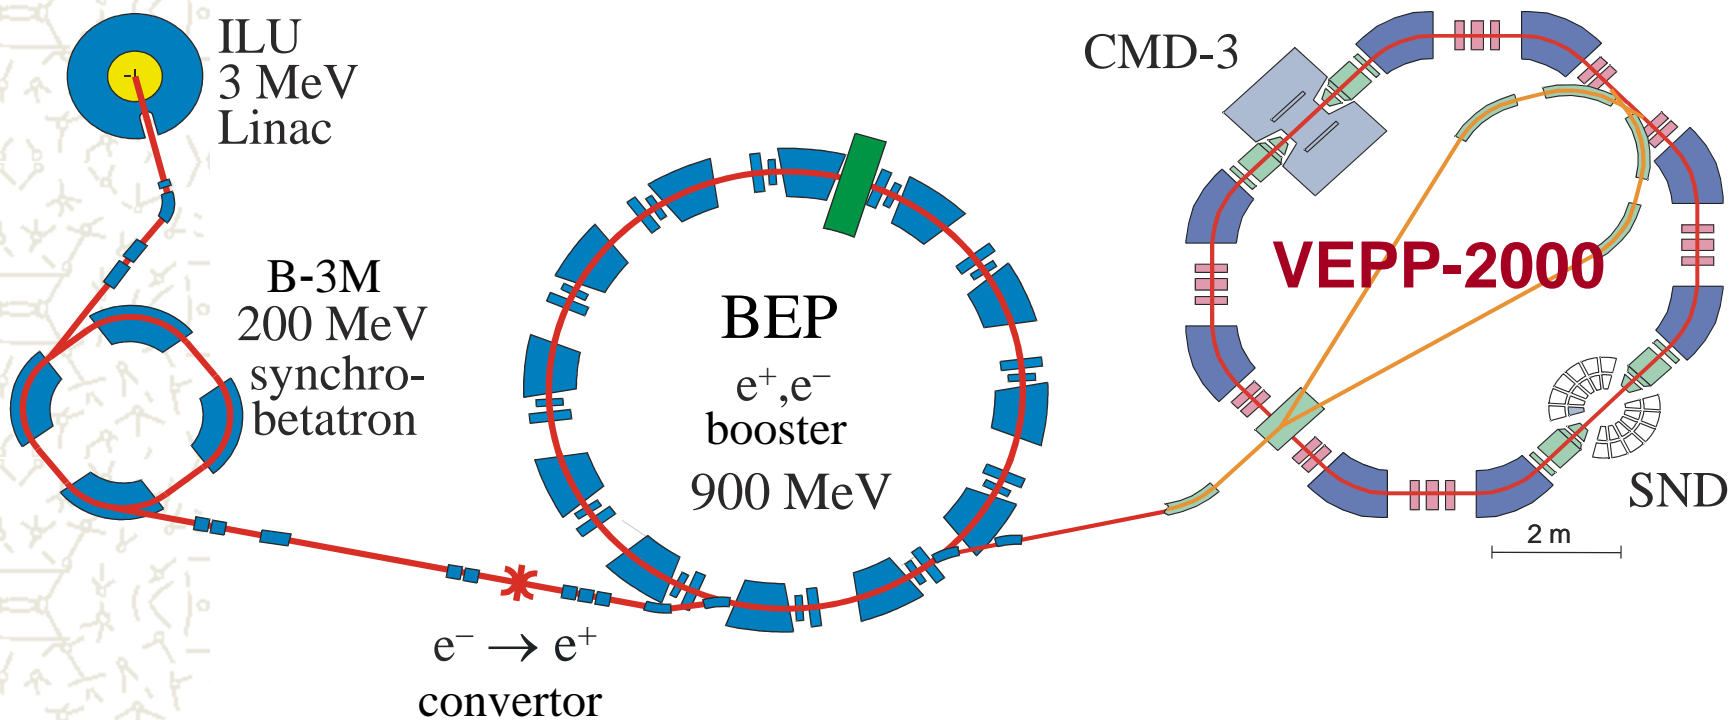 ILU
3 MeV
Linac
B-3M
200 MeV
synchro-
betatron
e⁻ → e⁺
convertor
BEP
e⁺,e⁻
booster
900 MeV
CMD-3
VEPP-2000
SND
2 m